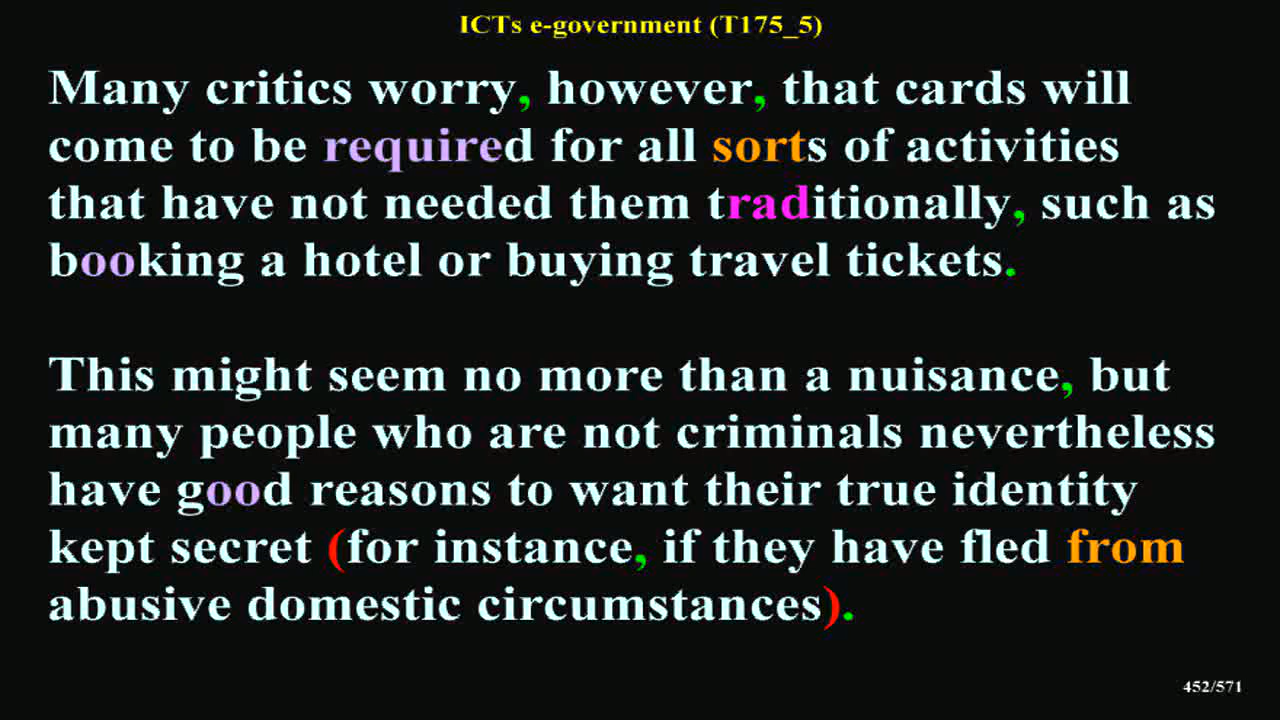 ICTs e-government (T175_5)
Many critics worry, however, that cards will
come to be required for all sorts of activities
that have not needed them traditionally, such as
booking a hotel or buying travel tickets.
This might seem no more than a nuisance, but
many people who are not criminals nevertheless
have good reasons to want their true identity
kept secret (for instance, if they have fled from
abusive domestic circumstances).
452/571